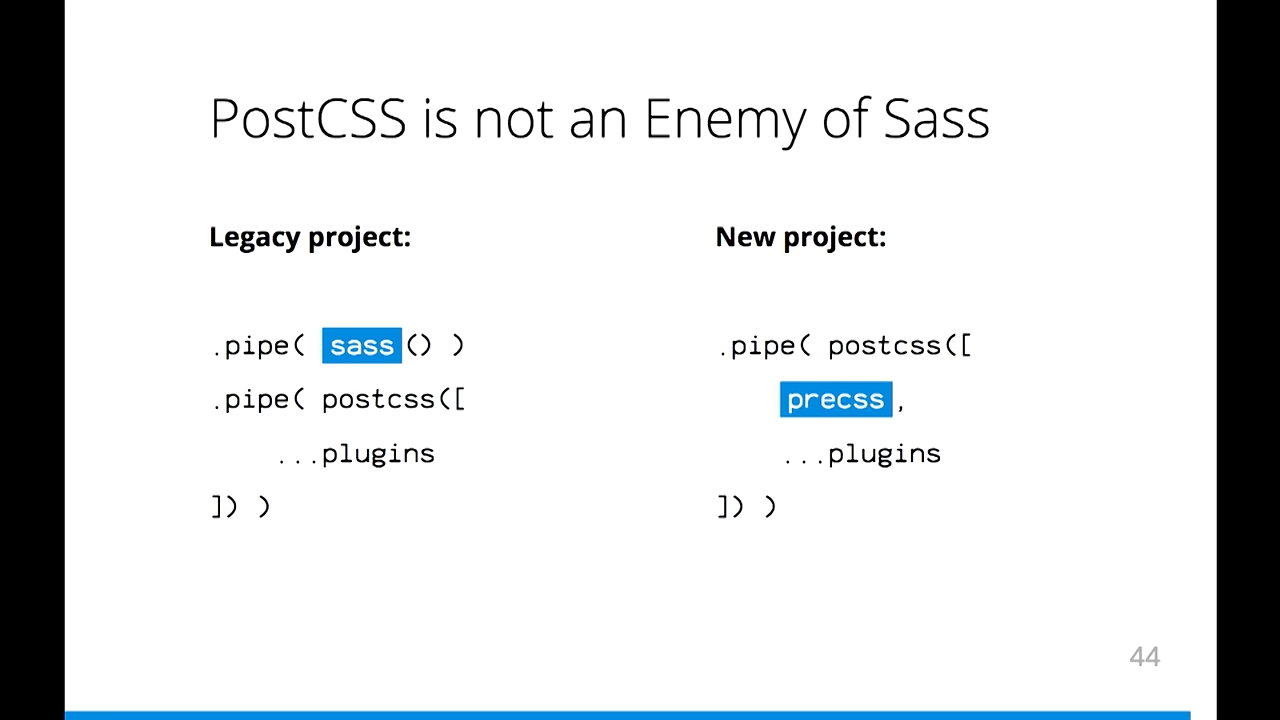 PostCSS is not an Enemy of Sass
Legacy project:
.pipe( sass() )
.pipe( postcss([
...plugins
]) )
New project:
.pipe( postcss([
precss,
...plugins
]) )
44